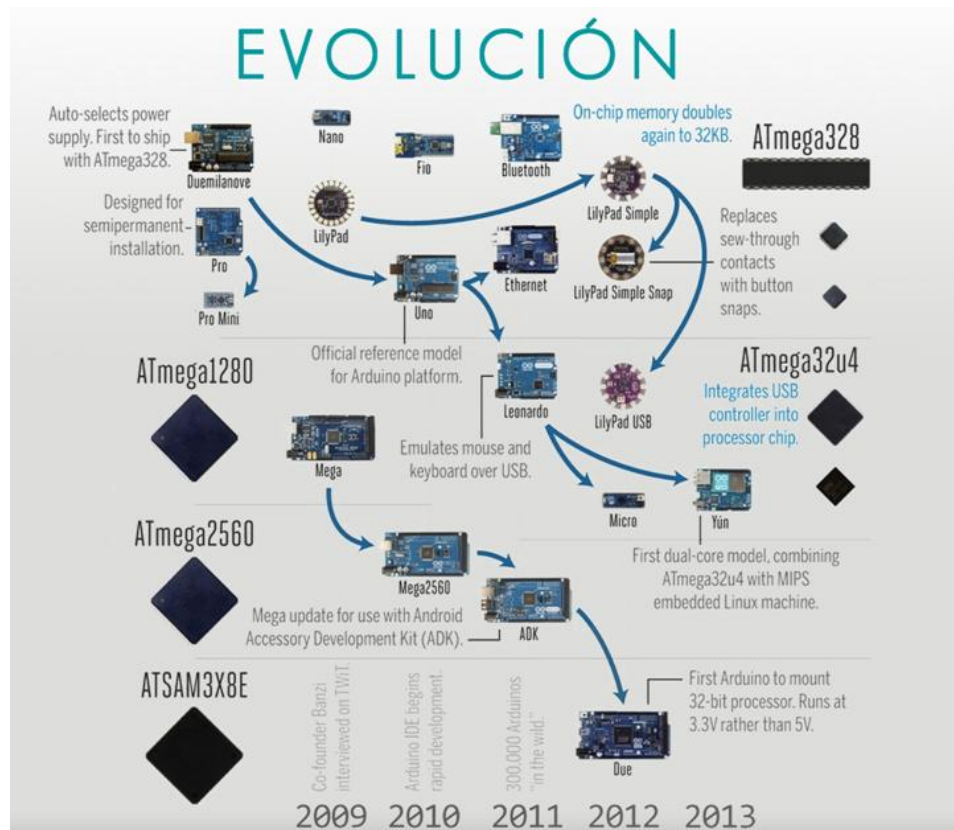 EVOLUCIÓN
Auto-selects power
supply. First to ship
with ATmega328.
Duemilanove
Nano
Fio
Bluetooth
On-chip memory doubles
again to 32KB.
ATmega328
Designed for
semipermanent
installation.
Pro
Pro Mini
LilyPad
LilyPad Simple
Replaces
sew-through
contacts
with button
snaps.
Uno
Ethernet
LilyPad Simple Snap
Official reference model
for Arduino platform.
ATmega1280
Leonardo
LilyPad USB
ATmega32u4
Integrates USB
controller into
processor chip.
Mega
Emulates mouse and
keyboard over USB.
Micro
Yún
ATmega2560
Mega2560
First dual-core model, combining
ATmega32u4 with MIPS
embedded Linux machine.
Mega update for use with Android
Accessory Development Kit (ADK).
ADK
ATSAM3X8E
Co-founder Banzi
interviewed on TWiT.
Arduino IDE begins
rapid development.
300,000 Arduinos
"in the wild."
Due
First Arduino to mount
32-bit processor. Runs at
3.3V rather than 5V.
2009 2010 2011 2012 2013